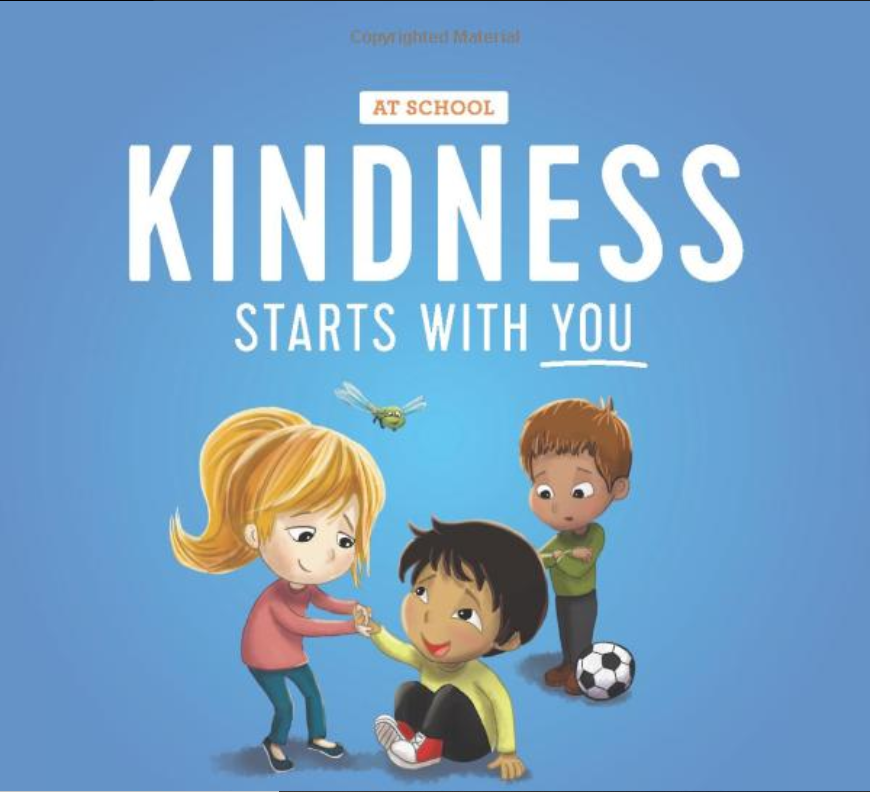 Copyrighted Material
AT SCHOOL
KINDNESS
STARTS WITH YOU